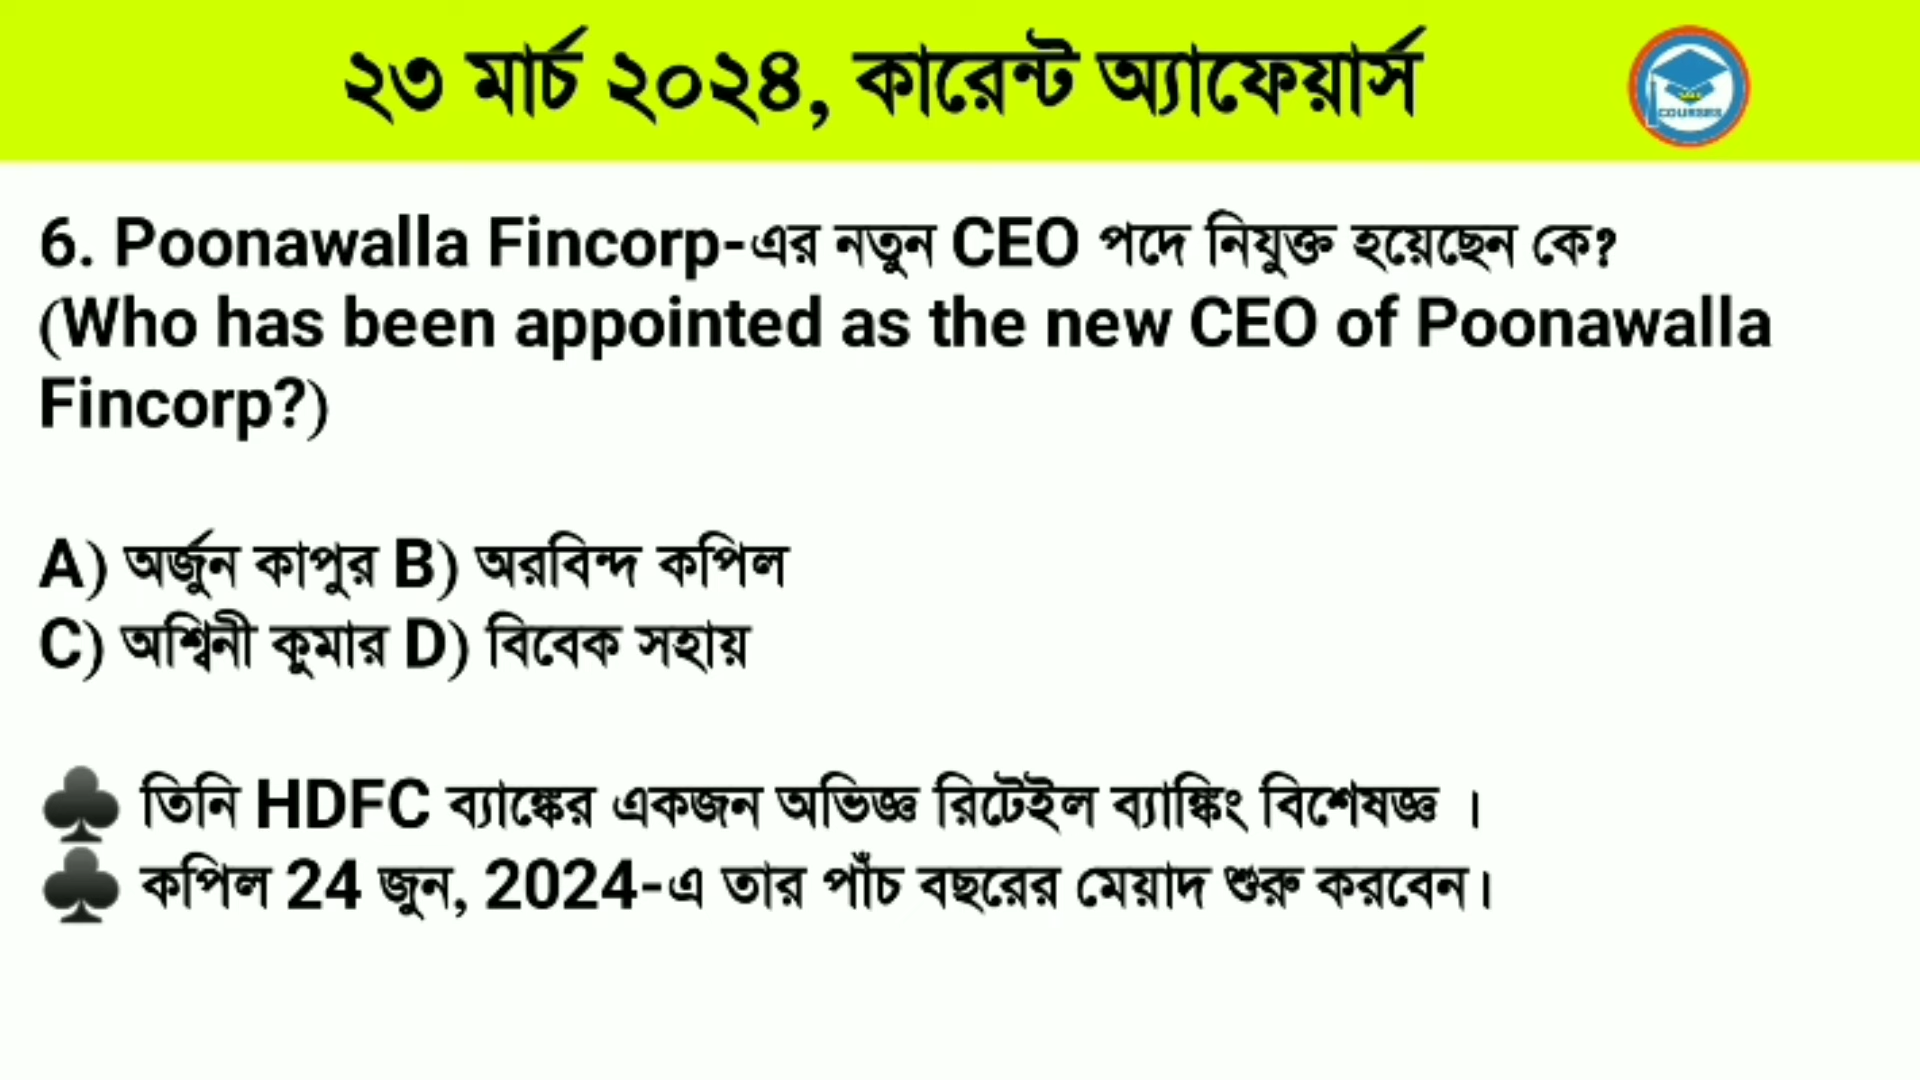 ২৩ মার্চ ২০২৪, কারেন্ট অ্যাফেয়ার্স
COURSES
6. Poonawalla Fincorp-এর নতুন CEO পদে নিযুক্ত হয়েছেন কে?
(Who has been appointed as the new CEO of Poonawalla
Fincorp?)
A) অর্জুন কাপুর B) অরবিন্দ কপিল
C) অশ্বিনী কুমার D) বিবেক সহায়
♣ তিনি HDFC ব্যাঙ্কের একজন অভিজ্ঞ রিটেইল ব্যাঙ্কিং বিশেষজ্ঞ ।
♣ কপিল 24 জুন, 2024-এ তার পাঁচ বছরের মেয়াদ শুরু করবেন।